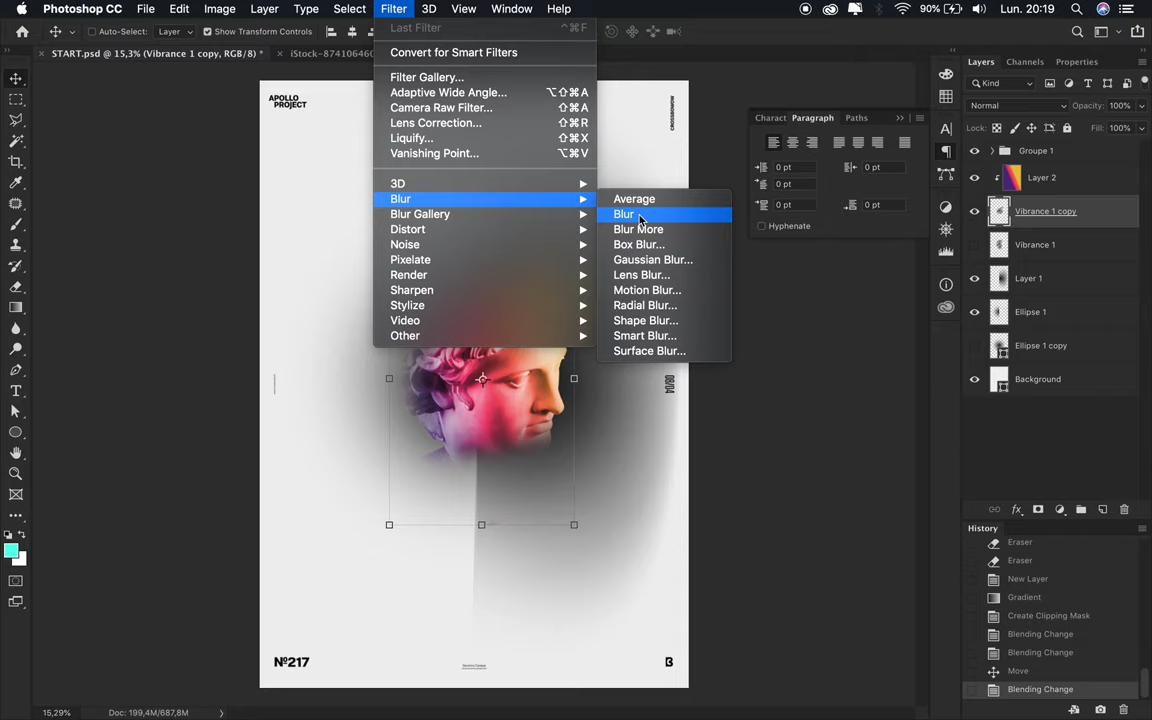 Photoshop CC File Edit Image Layer Type Select Filter 3D View Window Help 90% Lun. 20:19
Auto-Select: Layer Show Transform Controls
START.psd @ 15,3% (Vibrance 1 copy, RGB/8) * iStock-87410646
Last Filter ⌃⌘F
Convert for Smart Filters
Filter Gallery...
Adaptive Wide Angle... ⌥⇧⌘A
Camera Raw Filter... ⇧⌘A
Lens Correction... ⇧⌘R
Liquify... ⇧⌘X
Vanishing Point... ⌥⌘V
3D
Blur
Blur Gallery
Distort
Noise
Pixelate
Render
Sharpen
Stylize
Video
Other
Average
Blur
Blur More
Box Blur...
Gaussian Blur...
Lens Blur...
Motion Blur...
Radial Blur...
Shape Blur...
Smart Blur...
Surface Blur...
APOLLO
PROJECT
CROSSBOWOW
08/04
Nº217
B
Charact Paragraph Paths
0 pt 0 pt
0 pt
0 pt 0 pt
Hyphenate
Layers Channels Properties
Kind
Normal Opacity: 100%
Lock: Fill: 100%
Groupe 1
Layer 2
Vibrance 1 copy
Vibrance 1
Layer 1
Ellipse 1
Ellipse 1 copy
Background
fx
History
Eraser
Eraser
New Layer
Gradient
Create Clipping Mask
Blending Change
Blending Change
Move
Blending Change
15,29% Doc: 199,4M/687,8M